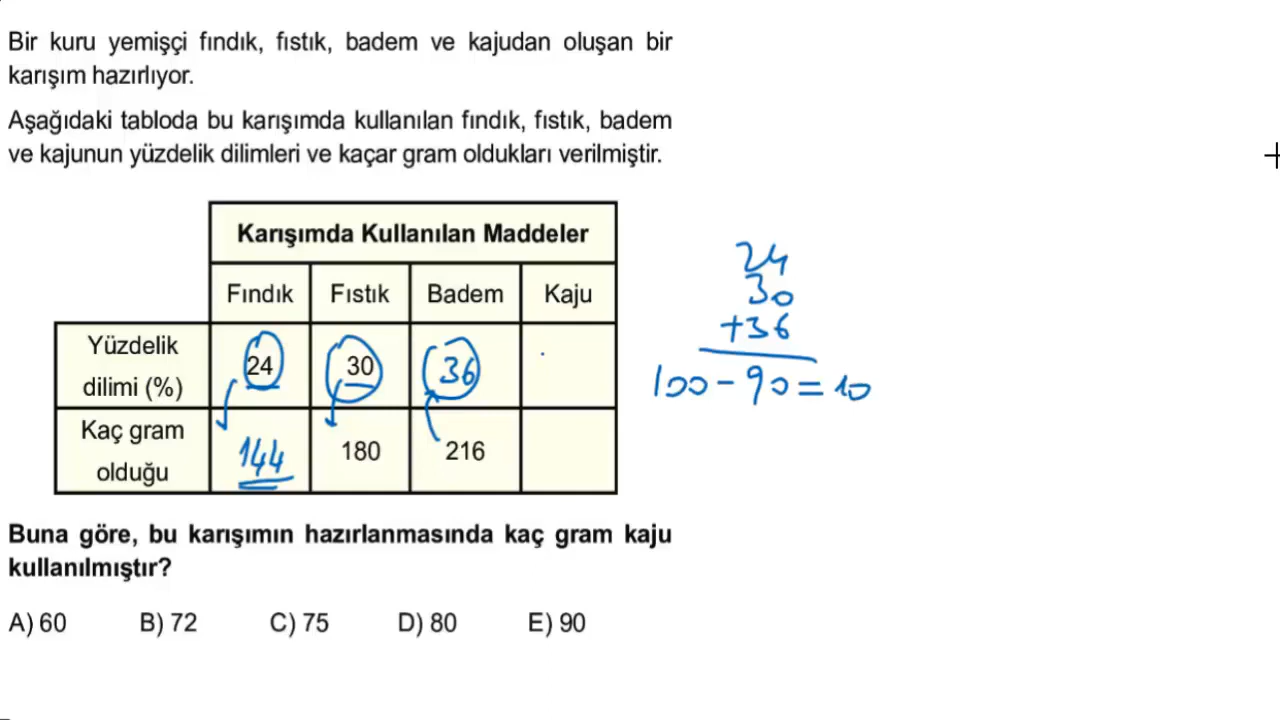 Bir kuru yemişçi fındık, fıstık, badem ve kajudan oluşan bir
karışım hazırlıyor.
Aşağıdaki tabloda bu karışımda kullanılan fındık, fıstık, badem
ve kajunun yüzdelik dilimleri ve kaçar gram oldukları verilmiştir.
Karışımda Kullanılan Maddeler
Fındık Fıstık Badem Kaju
Yüzdelik
dilimi (%) 24 30 36
Kaç gram
olduğu 144 180 216
24
30
+36
100-90=10
Buna göre, bu karışımın hazırlanmasında kaç gram kaju
kullanılmıştır?
A) 60 B) 72 C) 75 D) 80 E) 90